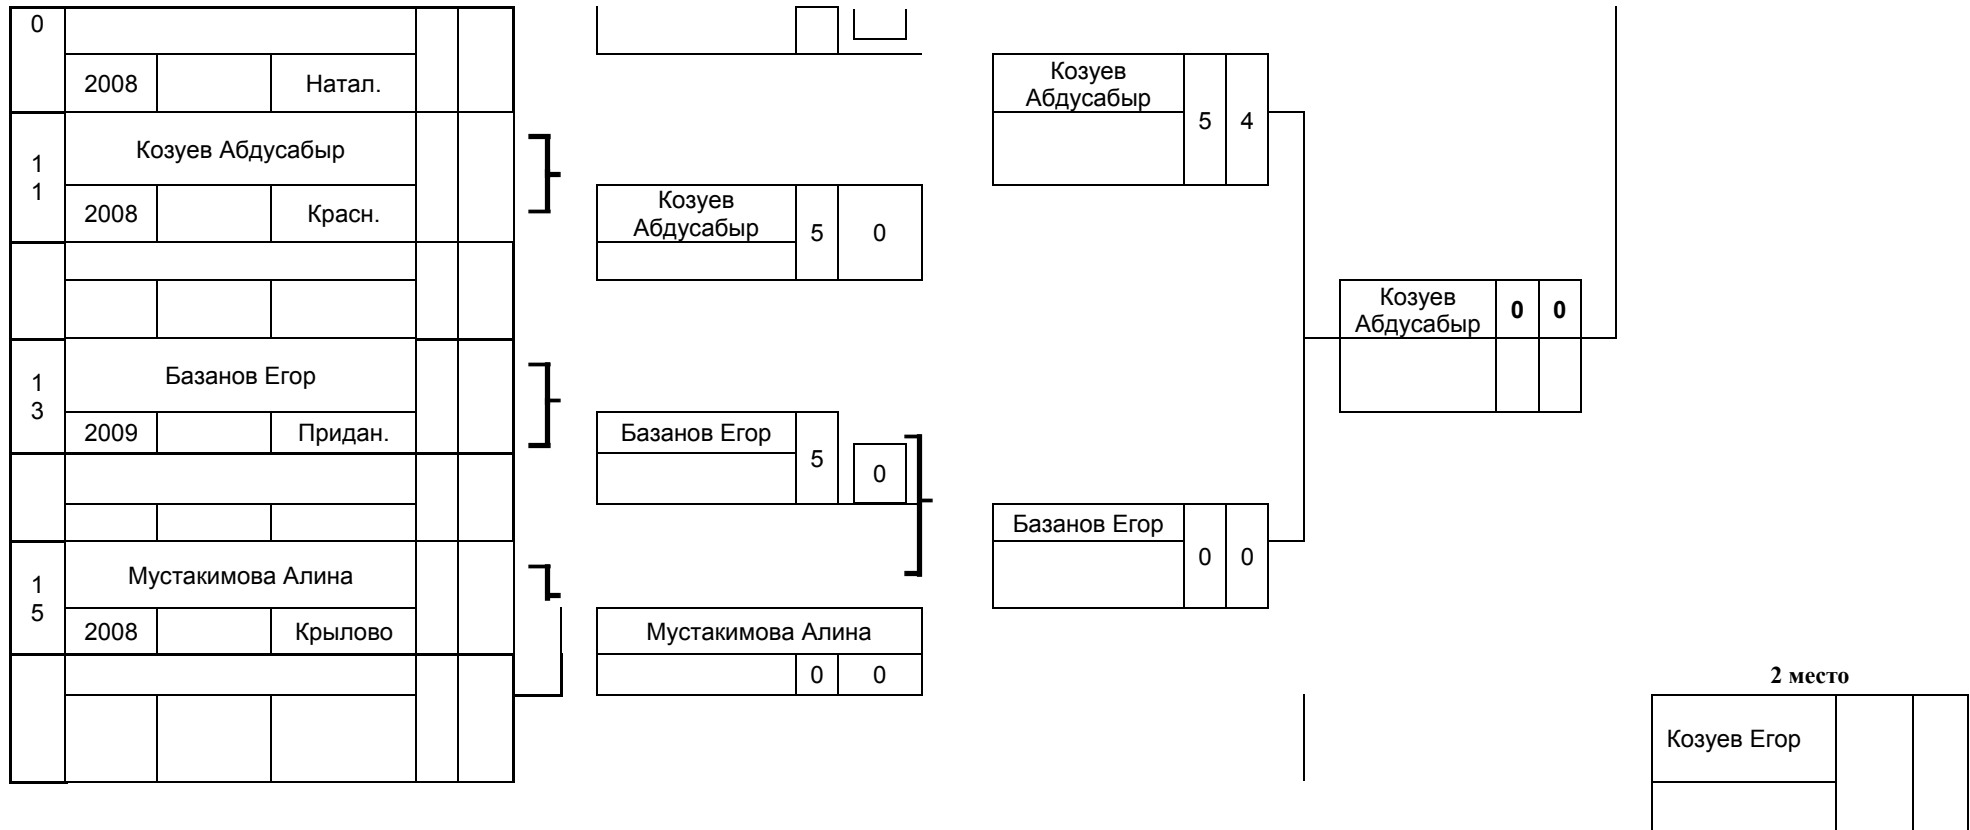 0
2008 Натал.
Козуев
Абдусабыр
5 4
1
1
Козуев Абдусабыр
2008 Красн.
Козуев
Абдусабыр
5 0
Козуев
Абдусабыр
0 0
1
3
Базанов Егор
2009 Придан.
Базанов Егор
5
0
Базанов Егор
0 0
1
5
Мустакимова Алина
2008 Крылово
Мустакимова Алина
0 0
2 место
Козуев Егор